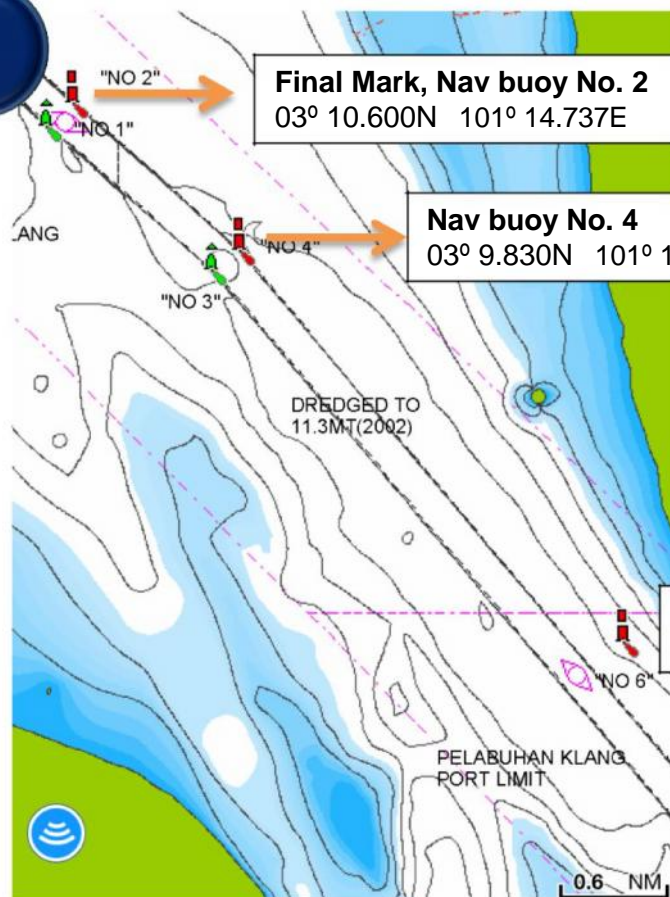 "NO 2"
Final Mark, Nav buoy No. 2
03º 10.600N 101º 14.737E
"NO 1"
Nav buoy No. 4
03º 9.830N 101º 1
LANG
"NO 4"
"NO 3"
DREDGED TO
11.3MT(2002)
"NO 6"
PELABUHAN KLANG
PORT LIMIT
0.6 NM